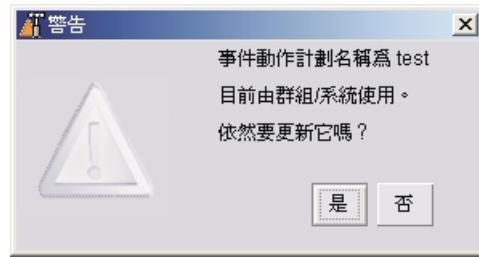 警告
事件動作計劃名稱爲 test
目前由群組/系統使用。
依然要更新它嗎？
是
否